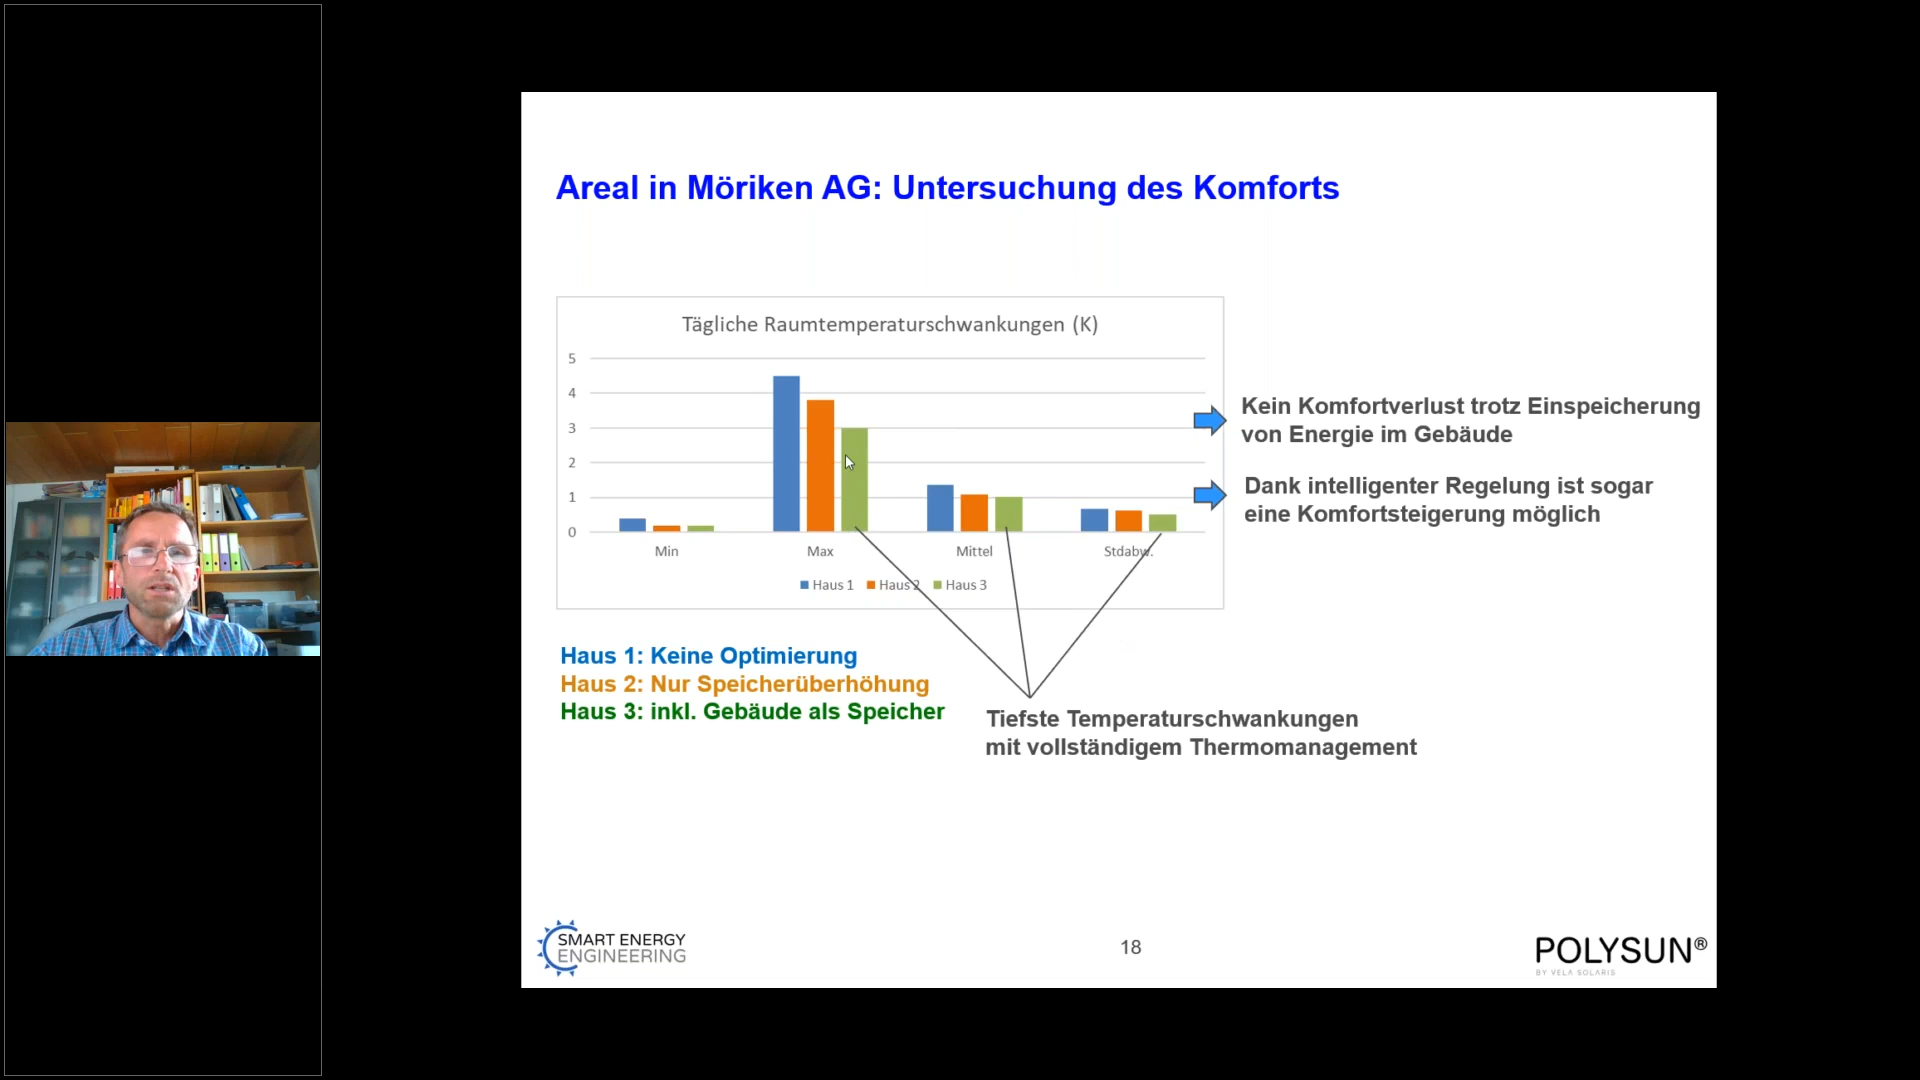 Areal in Möriken AG: Untersuchung des Komforts
Tägliche Raumtemperaturschwankungen (K)
5
4
3
2
1
0
Min
Max
Mittel
Stdabw.
Haus 1
Haus 2
Haus 3
Kein Komfortverlust trotz Einspeicherung
von Energie im Gebäude
Dank intelligenter Regelung ist sogar
eine Komfortsteigerung möglich
Haus 1: Keine Optimierung
Haus 2: Nur Speicherüberhöhung
Haus 3: inkl. Gebäude als Speicher
Tiefste Temperaturschwankungen
mit vollständigem Thermomanagement
SMART ENERGY
ENGINEERING
18
POLYSUN®
BY VELA SOLARIS